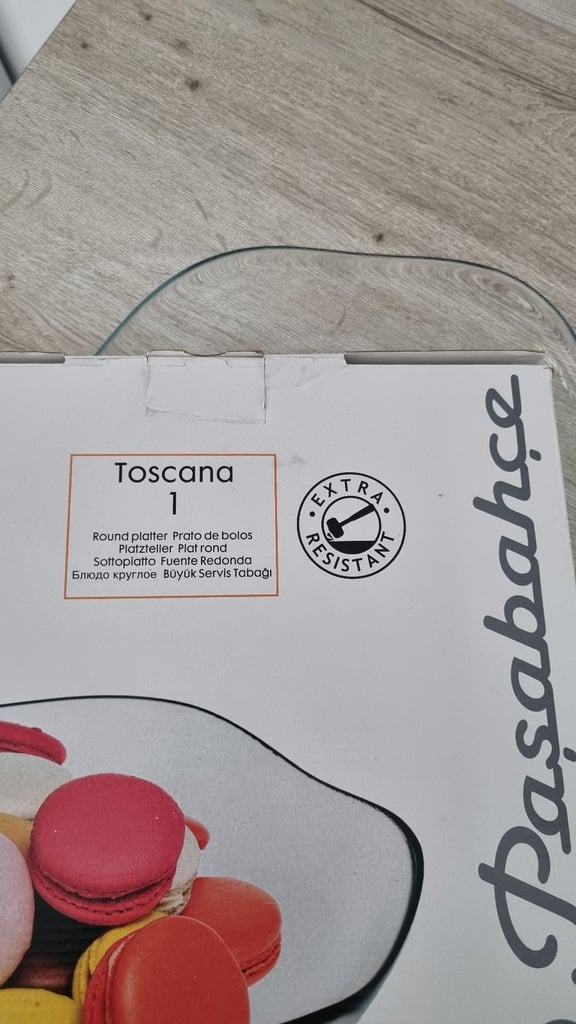 Toscana
1
Round platter Prato de bolos
Platzteller Plat rond
Sottopiatto Fuente Redonda
Блюдо круглое Büyük Servis Tabağı
EXTRA
RESISTANT
Paşabahçe